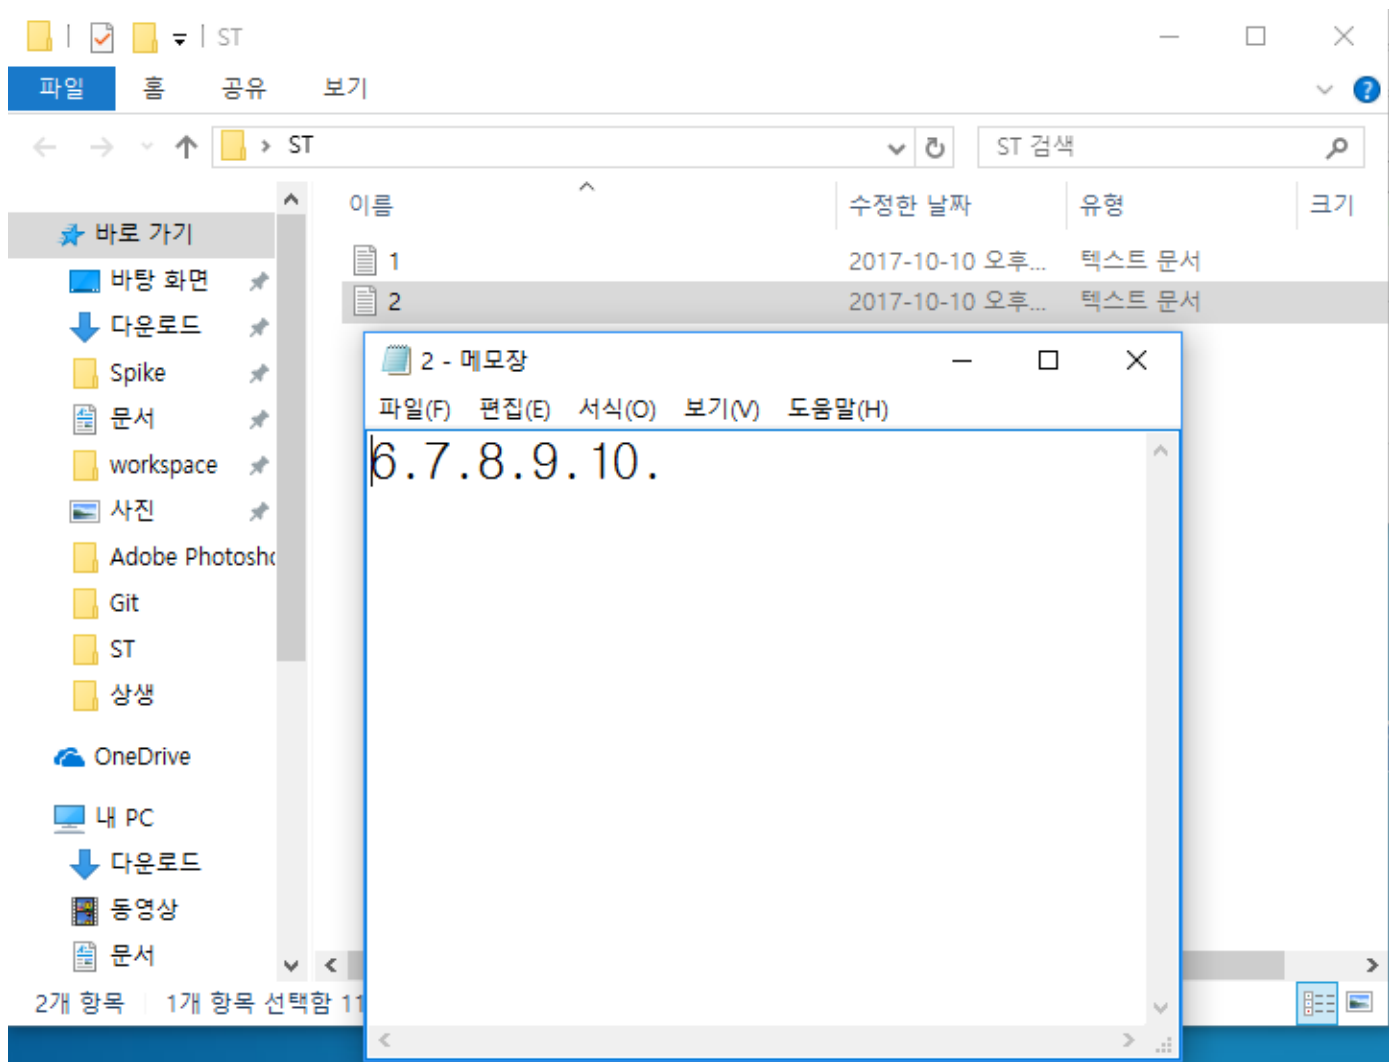 ST
파일 홈 공유 보기
ST
ST 검색
이름 수정한 날짜 유형 크기
1 2017-10-10 오후... 텍스트 문서
2 2017-10-10 오후... 텍스트 문서
바로 가기
바탕 화면
다운로드
Spike
문서
workspace
사진
Adobe Photosho
Git
ST
상생
OneDrive
내 PC
다운로드
동영상
문서
2개 항목 1개 항목 선택함 11
2 - 메모장
파일(F) 편집(E) 서식(O) 보기(V) 도움말(H)
6.7.8.9.10.